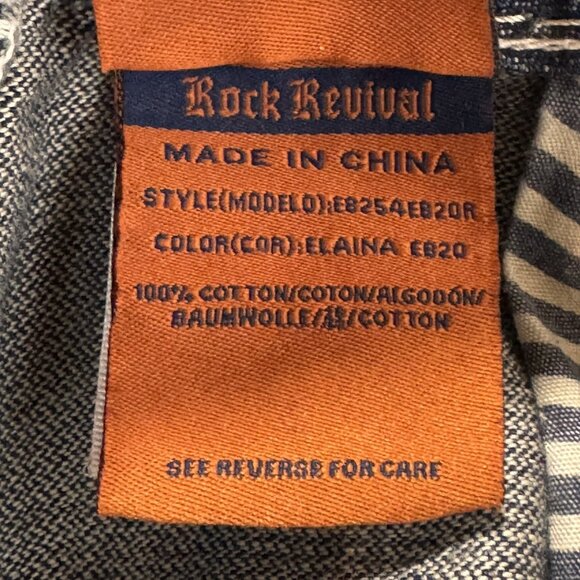 Rock Revival
MADE IN CHINA
STYLE(MODELO):EB254EB20R
COLOR(COR):ELAINA EB20
100% COTTON/COTON/ALGODÓN/
BAUMWOLLE/棉/COTTON
SEE REVERSE FOR CARE